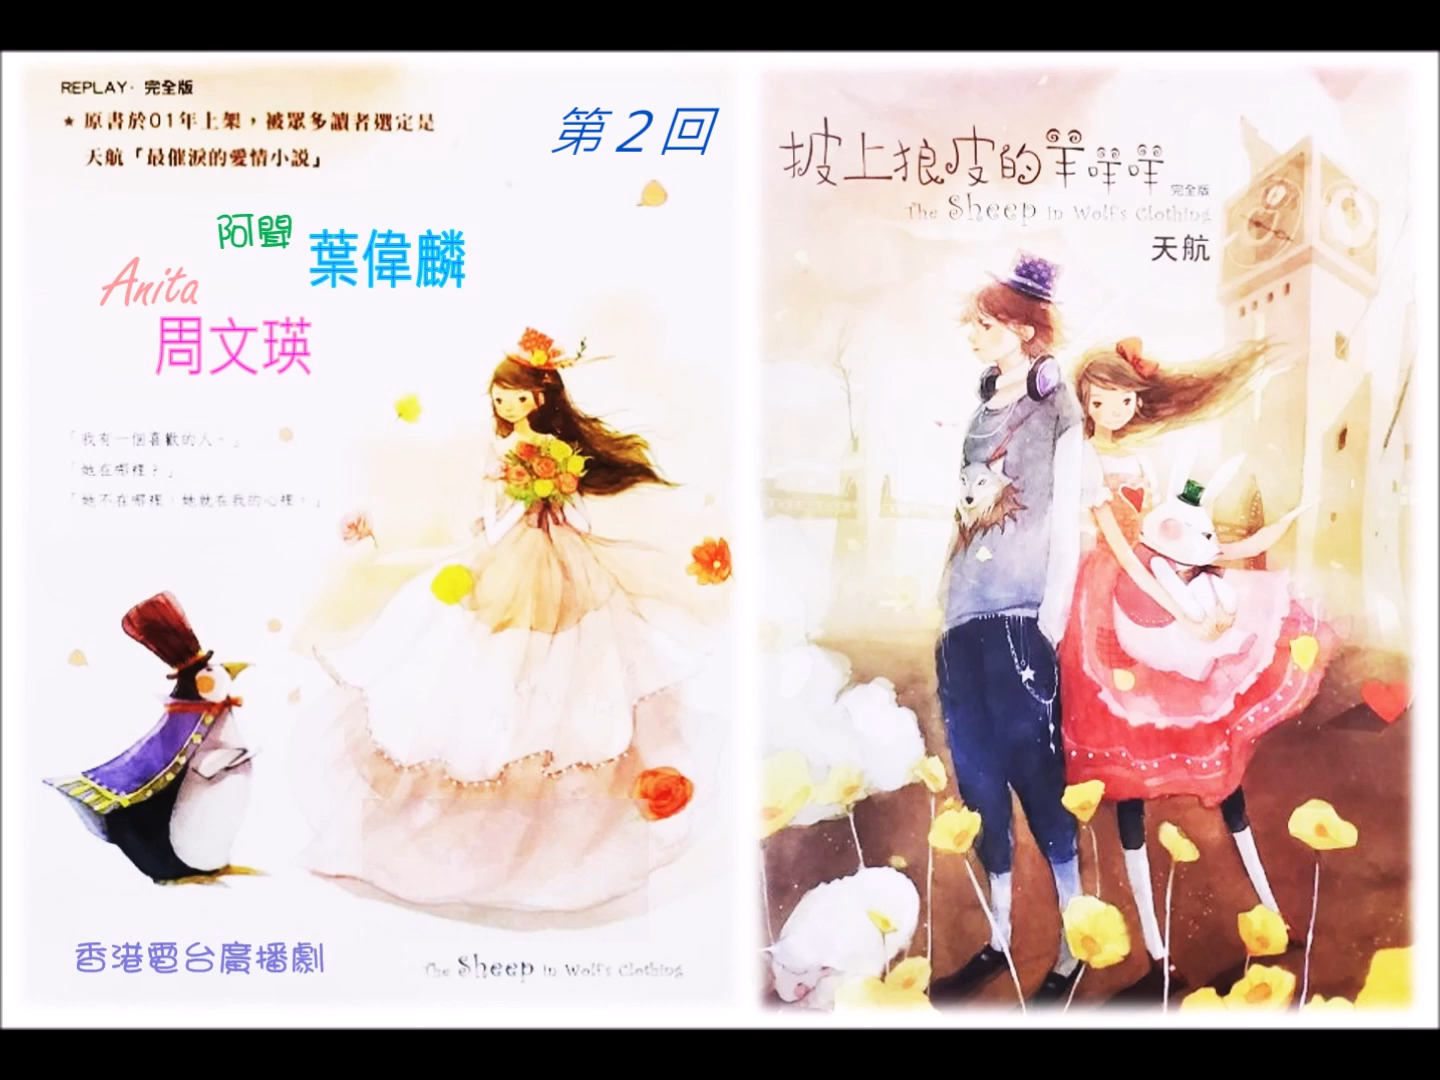 REPLAY· 完全版
★ 原書於01年上架,被眾多讀者選定是
天航「最催淚的愛情小說」
第2回
阿聞 葉偉麟
Anita
周文瑛
「我有一個喜歡的人。」
「她在哪裡?」
「她不在哪裡,她就在我的心裡。」
香港電台廣播劇
The Sheep in Wolf's Clothing
披上狼皮的羊咩咩
完全版
The Sheep in Wolf's Clothing
天航